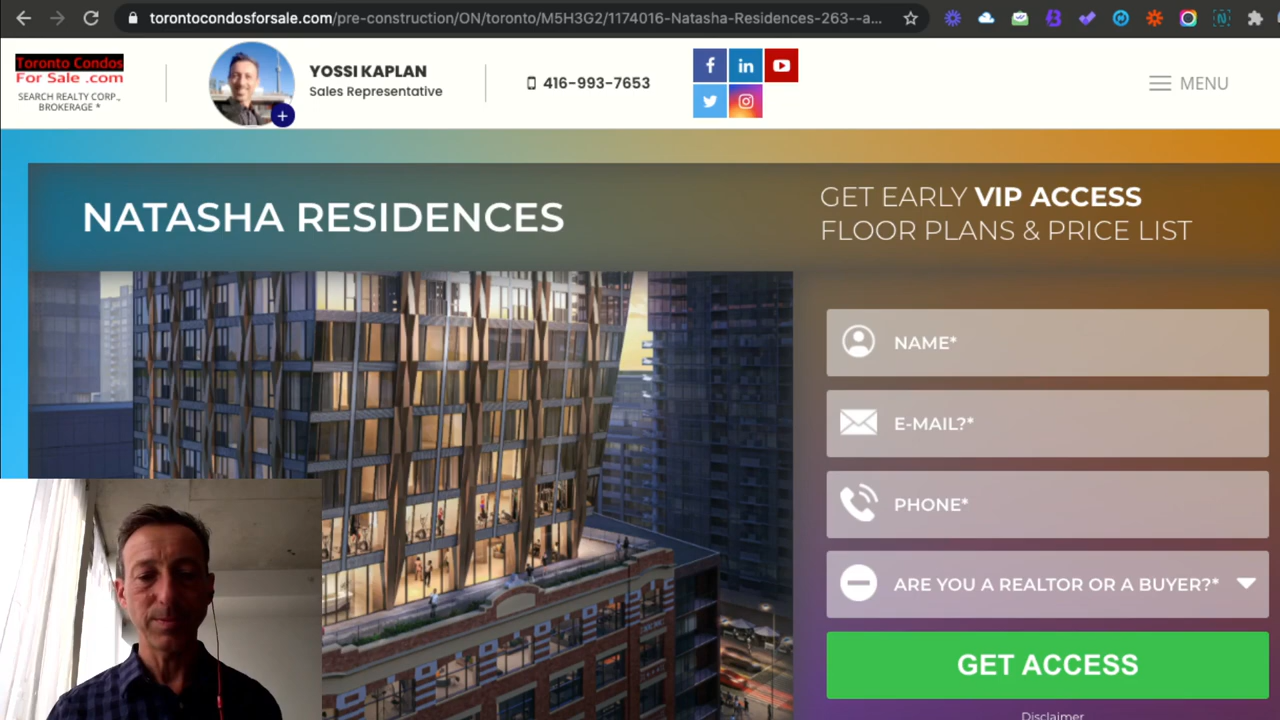 torontocondosforsale.com/pre-construction/ON/toronto/M5H3G2/1174016-Natasha-Residences-263--a...
Toronto Condos
For Sale .com
SEARCH REALTY CORP.,
BROKERAGE *
YOSSI KAPLAN
Sales Representative
416-993-7653
MENU
NATASHA RESIDENCES
GET EARLY VIP ACCESS
FLOOR PLANS & PRICE LIST
NAME*
E-MAIL?*
PHONE*
ARE YOU A REALTOR OR A BUYER?*
GET ACCESS
Disclaimer